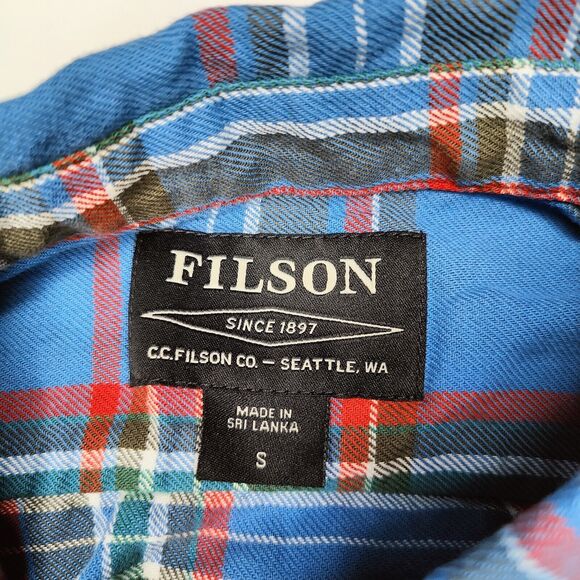 FILSON
SINCE 1897
C.C.FILSON CO. – SEATTLE, WA
MADE IN
SRI LANKA
S